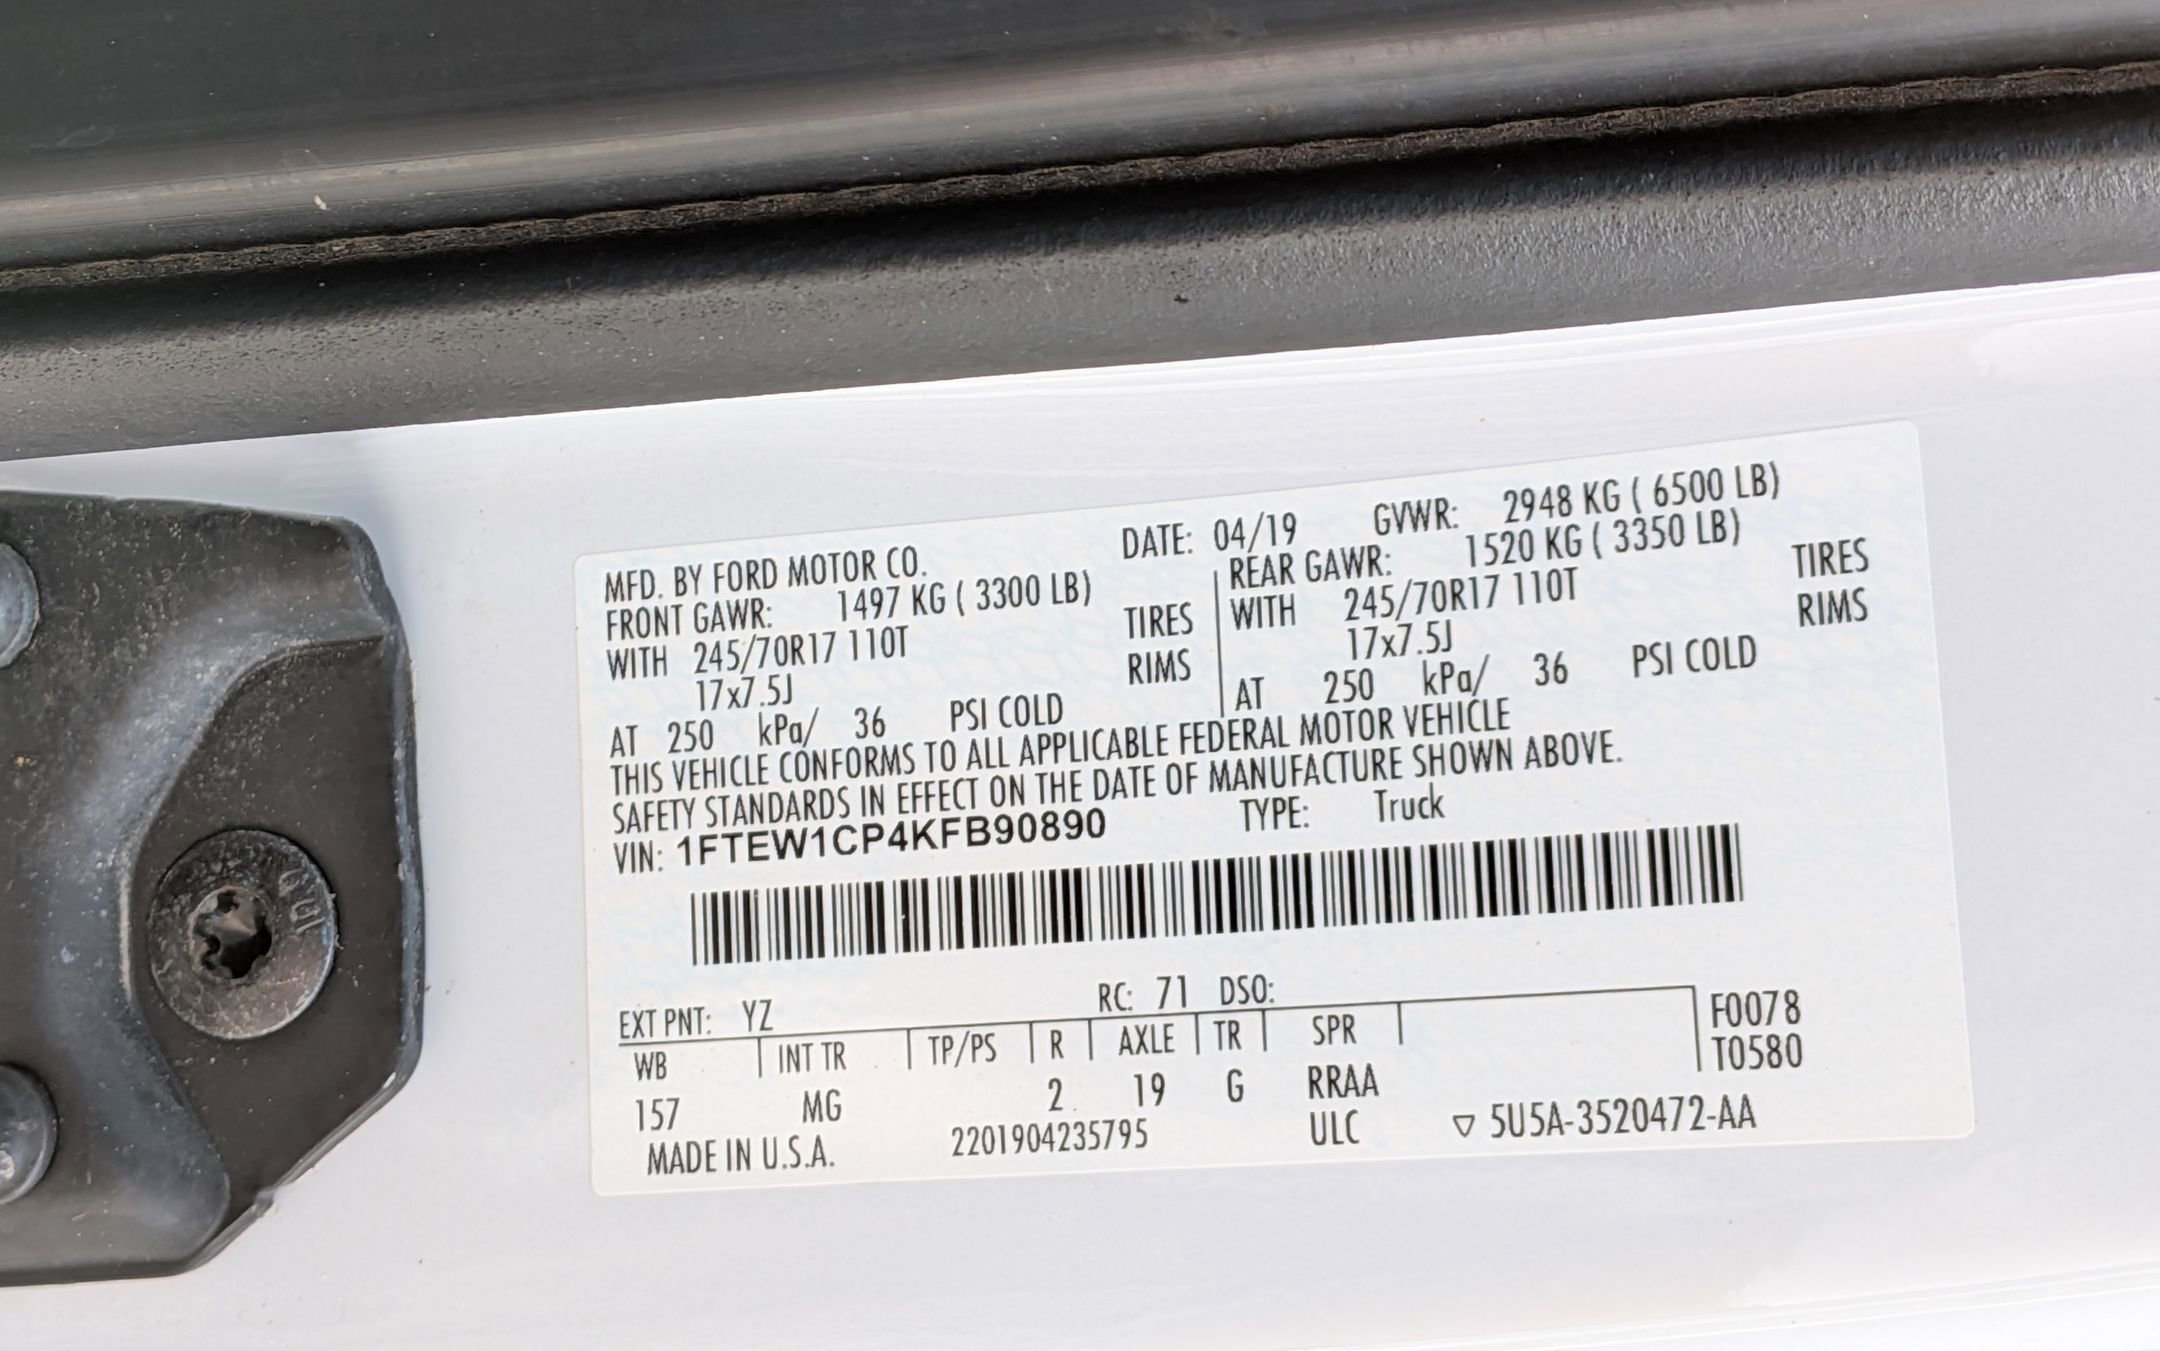 MFD. BY FORD MOTOR CO. DATE: 04/19 GVWR: 2948 KG ( 6500 LB)
FRONT GAWR: 1497 KG ( 3300 LB) REAR GAWR: 1520 KG ( 3350 LB)
WITH 245/70R17 110T TIRES WITH 245/70R17 110T TIRES
17x7.5J RIMS 17x7.5J RIMS
AT 250 kPa/ 36 PSI COLD AT 250 kPa/ 36 PSI COLD
THIS VEHICLE CONFORMS TO ALL APPLICABLE FEDERAL MOTOR VEHICLE
SAFETY STANDARDS IN EFFECT ON THE DATE OF MANUFACTURE SHOWN ABOVE.
VIN: 1FTEW1CP4KFB90890 TYPE: Truck
EXT PNT: YZ RC: 71 DSO:
WB INT TR TP/PS R AXLE TR SPR F0078
T0580
157 MG 2 19 G RRAA
MADE IN U.S.A. 2201904235795 ULC ▽ 5U5A-3520472-AA